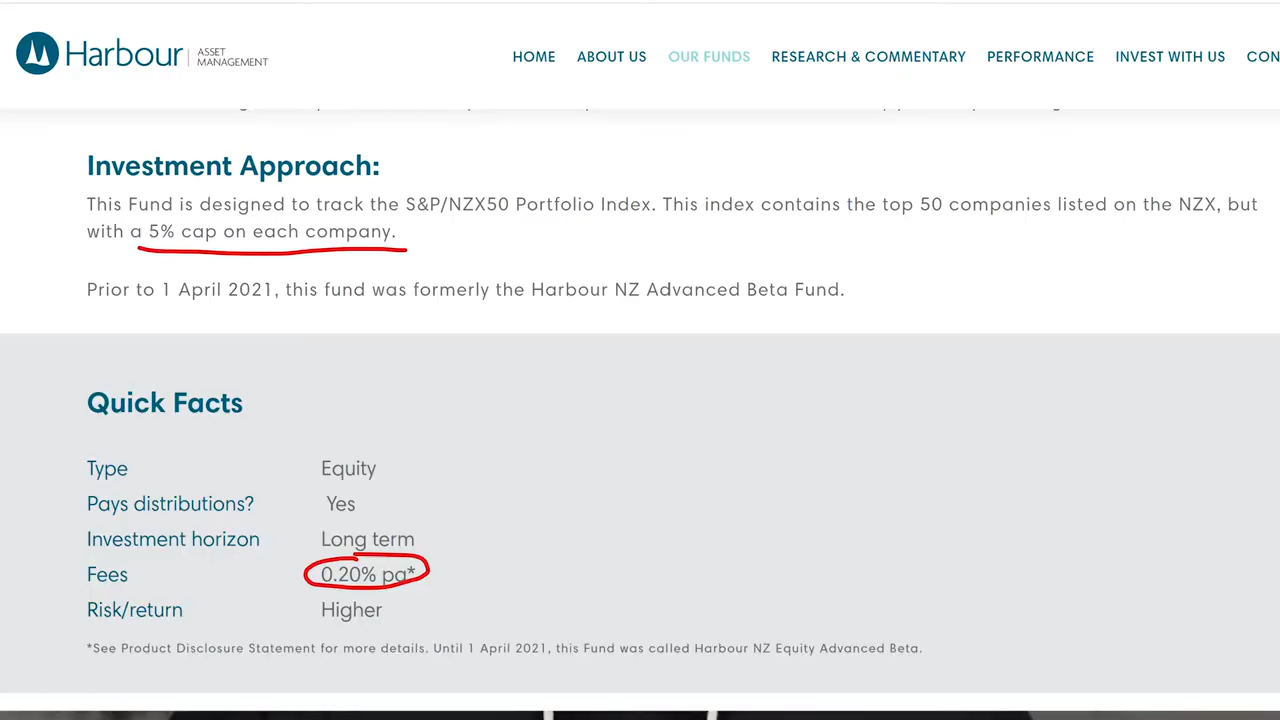 Harbour
ASSET
MANAGEMENT
HOME ABOUT US OUR FUNDS RESEARCH & COMMENTARY PERFORMANCE INVEST WITH US CON
Investment Approach:
This Fund is designed to track the S&P/NZX50 Portfolio Index. This index contains the top 50 companies listed on the NZX, but
with a 5% cap on each company.
Prior to 1 April 2021, this fund was formerly the Harbour NZ Advanced Beta Fund.
Quick Facts
Type Equity
Pays distributions? Yes
Investment horizon Long term
Fees 0.20% pa*
Risk/return Higher
*See Product Disclosure Statement for more details. Until 1 April 2021, this Fund was called Harbour NZ Equity Advanced Beta.